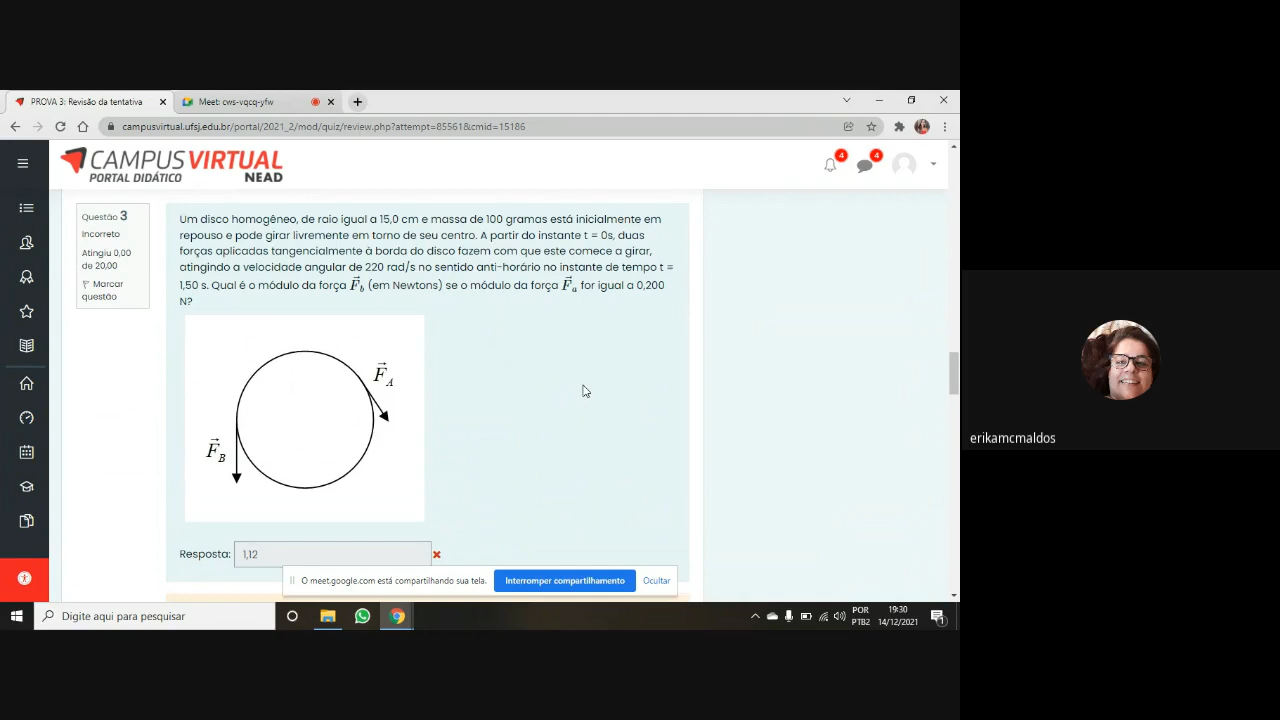 PROVA 3: Revisão da tentativa
Meet: cws-vqcq-yfw
campusvirtual.ufsj.edu.br/portal/2021_2/mod/quiz/review.php?attempt=85561&cmid=15186
CAMPUS VIRTUAL
PORTAL DIDÁTICO NEAD
4
4
Questão 3
Incorreto
Atingiu 0,00
de 20,00
Marcar
questão
Um disco homogêneo, de raio igual a 15,0 cm e massa de 100 gramas está inicialmente em
repouso e pode girar livremente em torno de seu centro. A partir do instante t = 0s, duas
forças aplicadas tangencialmente à borda do disco fazem com que este comece a girar,
atingindo a velocidade angular de 220 rad/s no sentido anti-horário no instante de tempo t =
1,50 s. Qual é o módulo da força F⃗b (em Newtons) se o módulo da força F⃗a for igual a 0,200
N?
F⃗A
F⃗B
Resposta: 1,12
O meet.google.com está compartilhando sua tela.
Interromper compartilhamento
Ocultar
erikamcmaldos
Digite aqui para pesquisar
POR
PTB2
19:30
14/12/2021
1